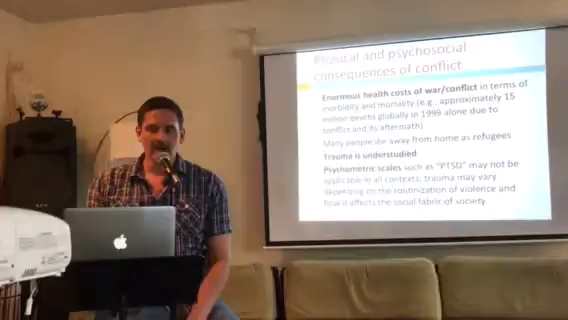 Physical and psychosocial
consequences of conflict
Enormous health costs of war/conflict in terms of
morbidity and mortality (e.g., approximately 15
million deaths globally in 1999 alone due to
conflict and its aftermath)
Many people die away from home as refugees
Trauma is understudied
Psychometric scales such as "PTSD" may not be
applicable in all contexts; trauma may vary
depending on the routinization of violence and
how it affects the social fabric of society